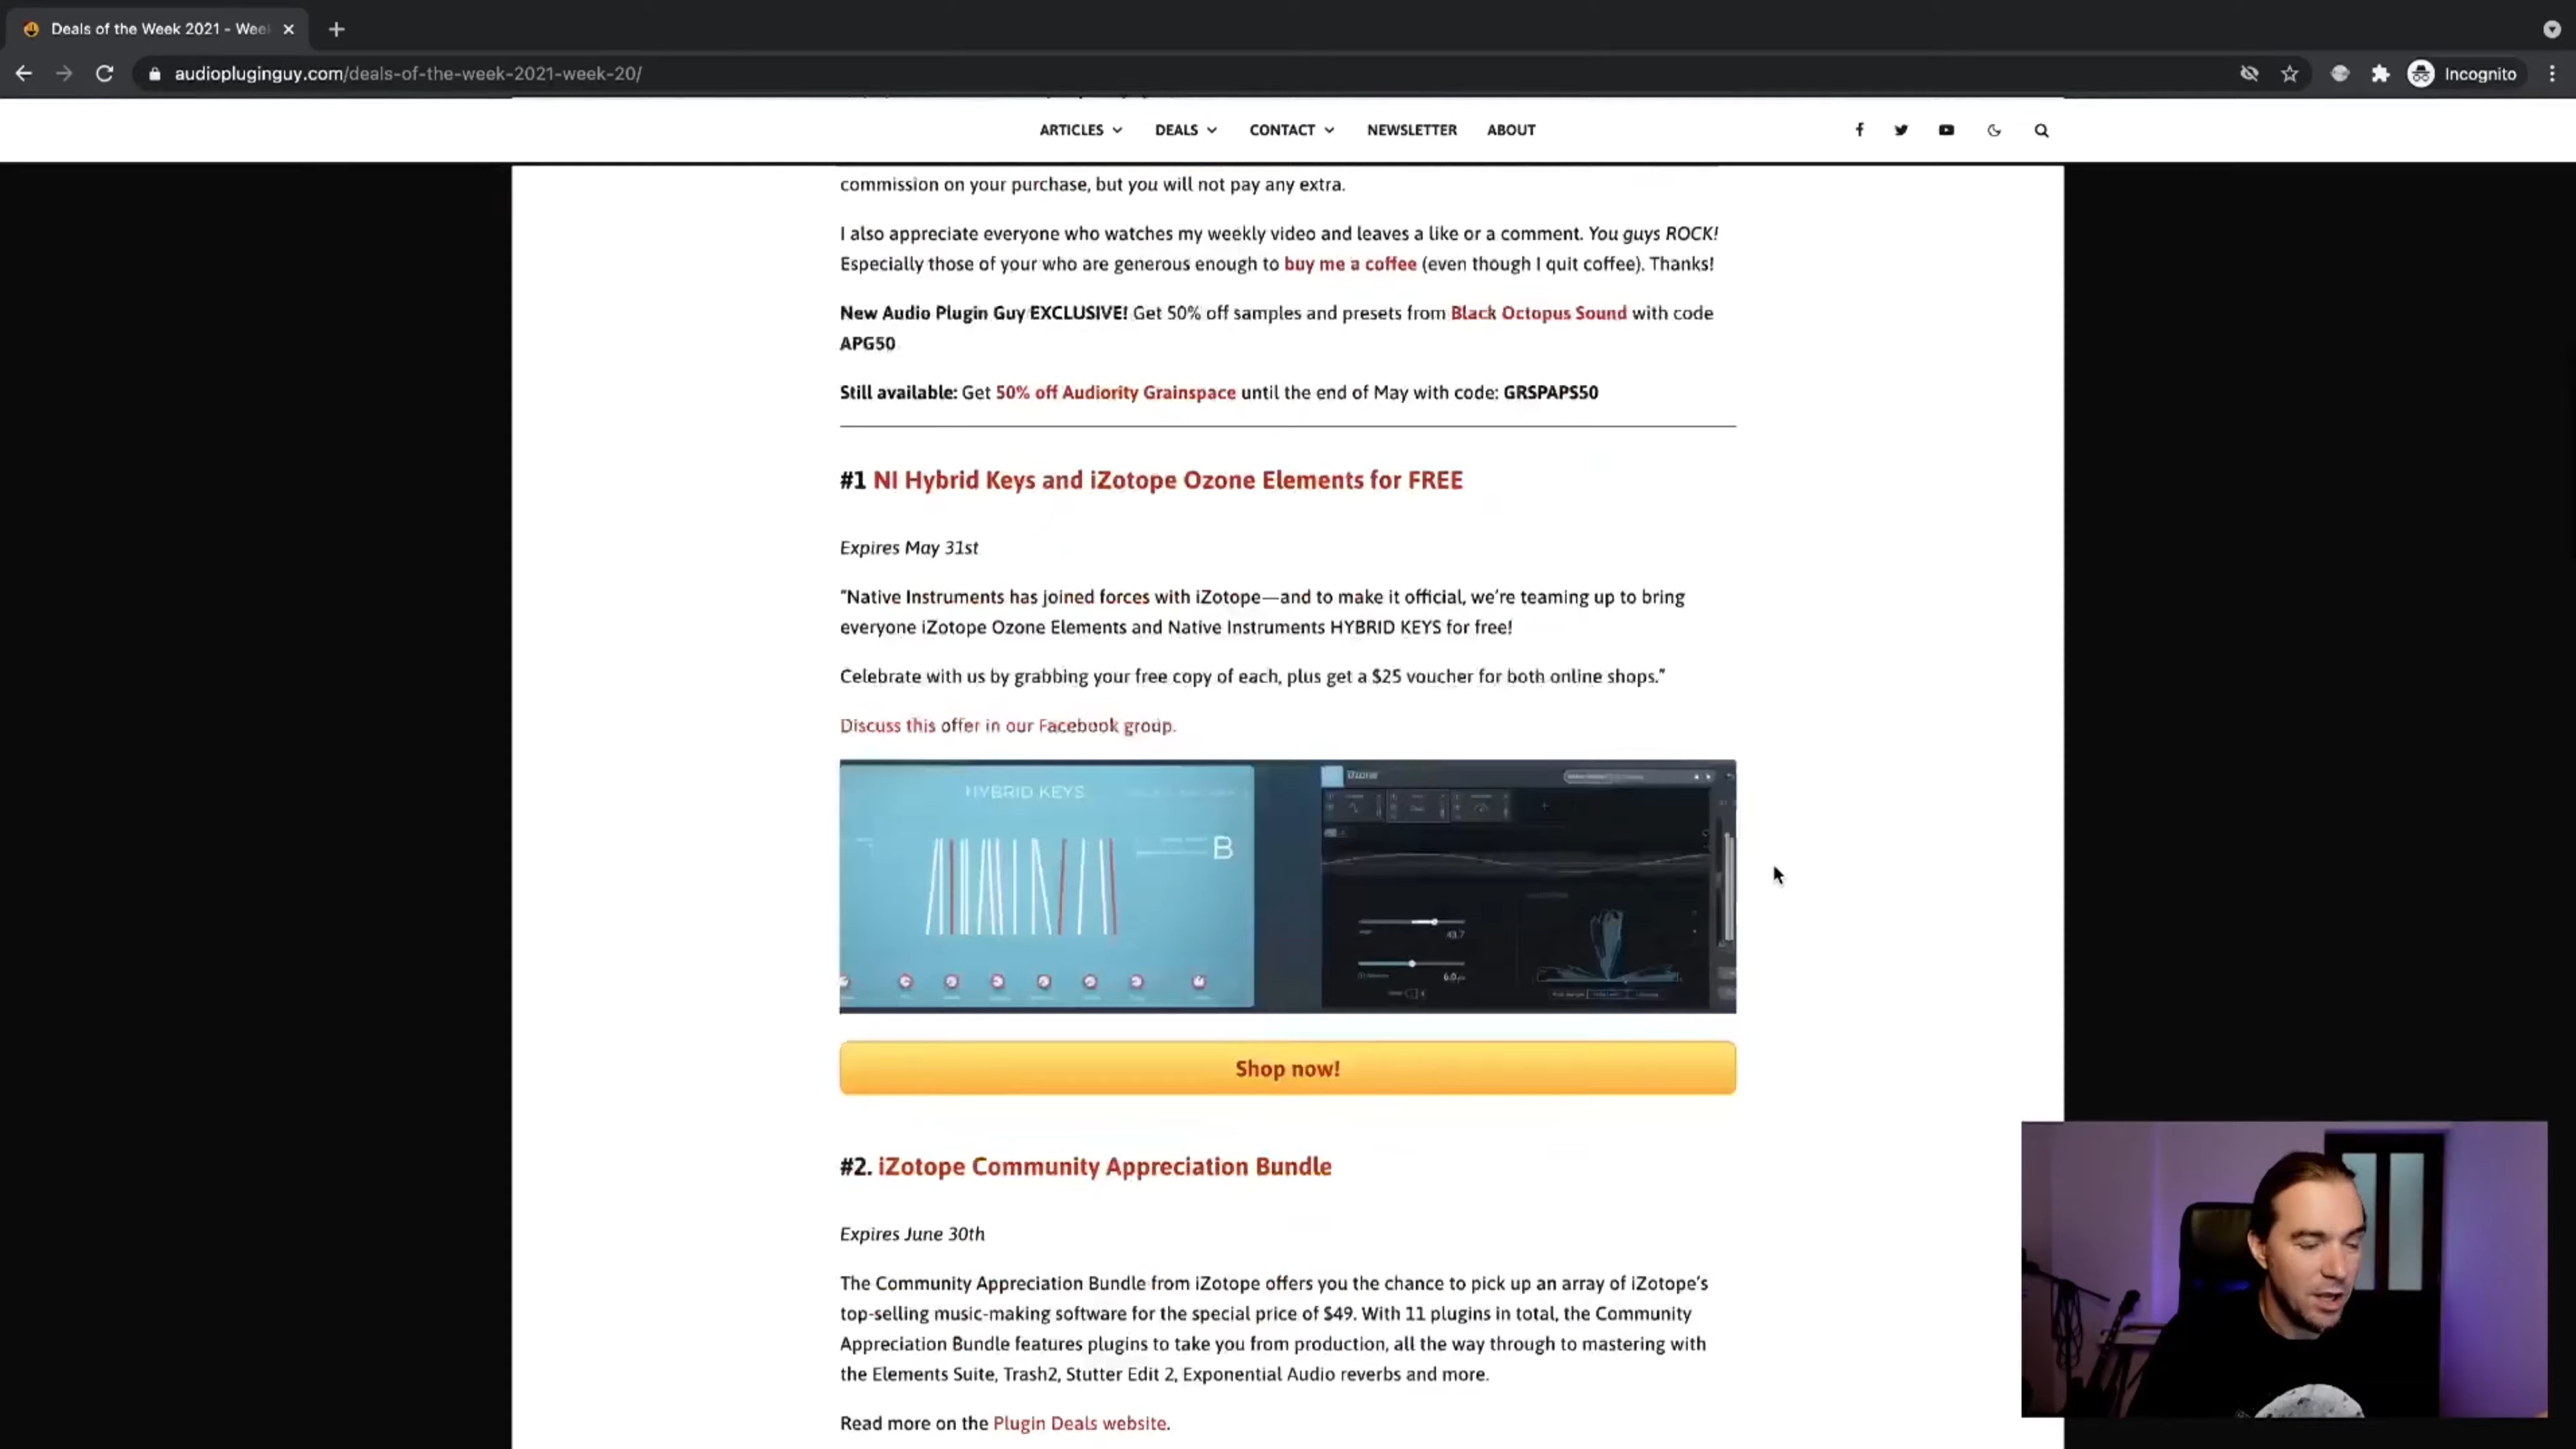 Deals of the Week 2021 - Wee
audiopluginguy.com/deals-of-the-week-2021-week-20/
Incognito
ARTICLES
DEALS
CONTACT
NEWSLETTER
ABOUT
commission on your purchase, but you will not pay any extra.
I also appreciate everyone who watches my weekly video and leaves a like or a comment. You guys ROCK!
Especially those of your who are generous enough to buy me a coffee (even though I quit coffee). Thanks!
New Audio Plugin Guy EXCLUSIVE! Get 50% off samples and presets from Black Octopus Sound with code
APG50
Still available: Get 50% off Audiority Grainspace until the end of May with code: GRSPAPS50
#1 NI Hybrid Keys and iZotope Ozone Elements for FREE
Expires May 31st
"Native Instruments has joined forces with iZotope—and to make it official, we're teaming up to bring
everyone iZotope Ozone Elements and Native Instruments HYBRID KEYS for free!
Celebrate with us by grabbing your free copy of each, plus get a $25 voucher for both online shops."
Discuss this offer in our Facebook group.
HYBRID KEYS
B
Ozone
43.7
6.0
Shop now!
#2. iZotope Community Appreciation Bundle
Expires June 30th
The Community Appreciation Bundle from iZotope offers you the chance to pick up an array of iZotope's
top-selling music-making software for the special price of $49. With 11 plugins in total, the Community
Appreciation Bundle features plugins to take you from production, all the way through to mastering with
the Elements Suite, Trash2, Stutter Edit 2, Exponential Audio reverbs and more.
Read more on the Plugin Deals website.